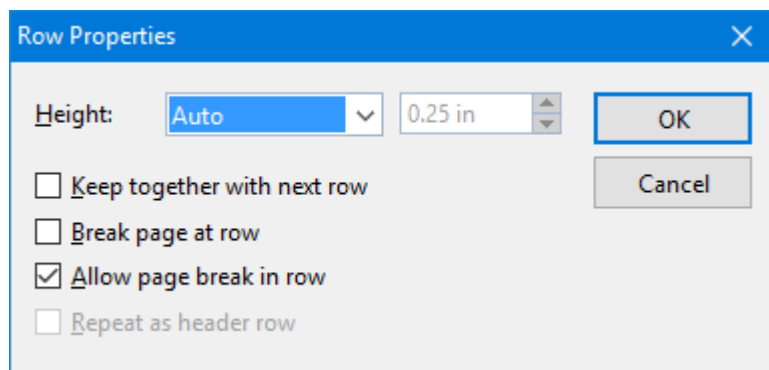 Row Properties
Height: Auto 0.25 in OK
Keep together with next row Cancel
Break page at row
Allow page break in row
Repeat as header row